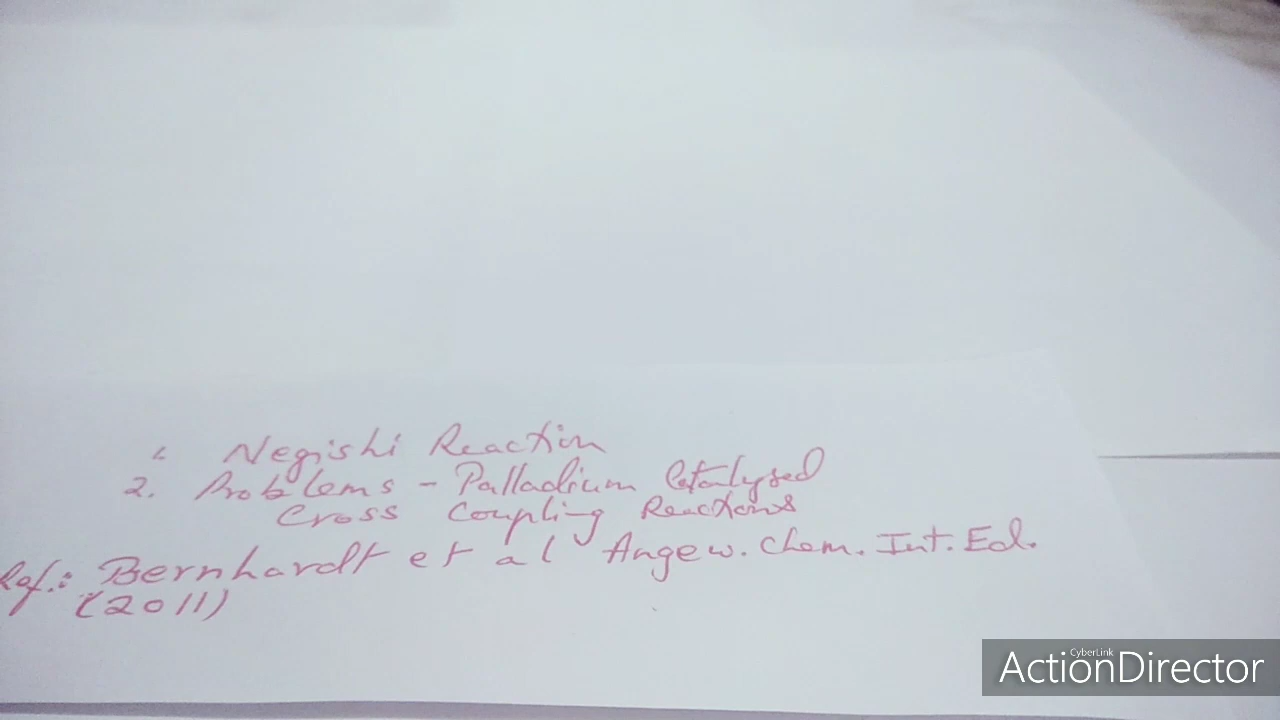 1. Negishi Reaction
2. Problems - Palladium Catalysed
Cross Coupling Reactions
Ref.: Bernhardt et al Angew. Chem. Int. Ed.
(2011)
CyberLink
ActionDirector